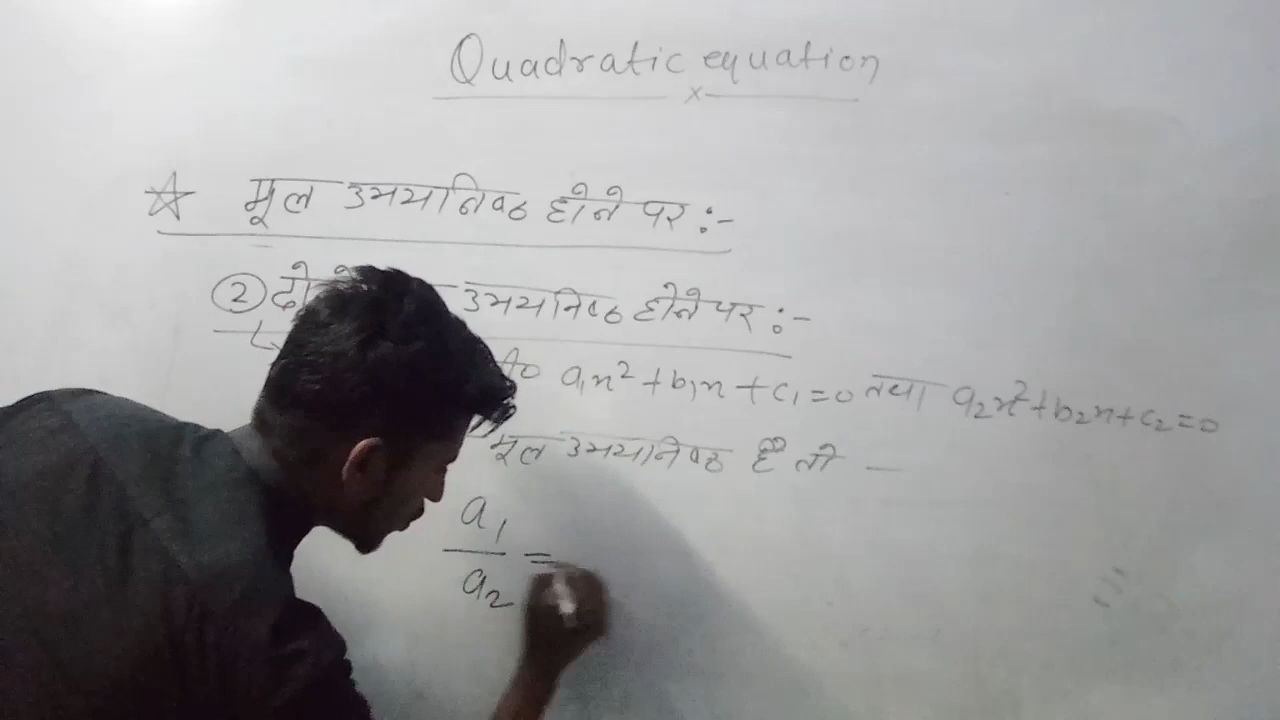 Quadratic equation
मूल उभयनिष्ठ होने पर :-
② उभयनिष्ठ होने पर :-
a₁x² + b₁x + c₁ = 0 तथा a₂x² + b₂x + c₂ = 0
मूल उभयनिष्ठ हैं तो —
a₁
— =
a₂